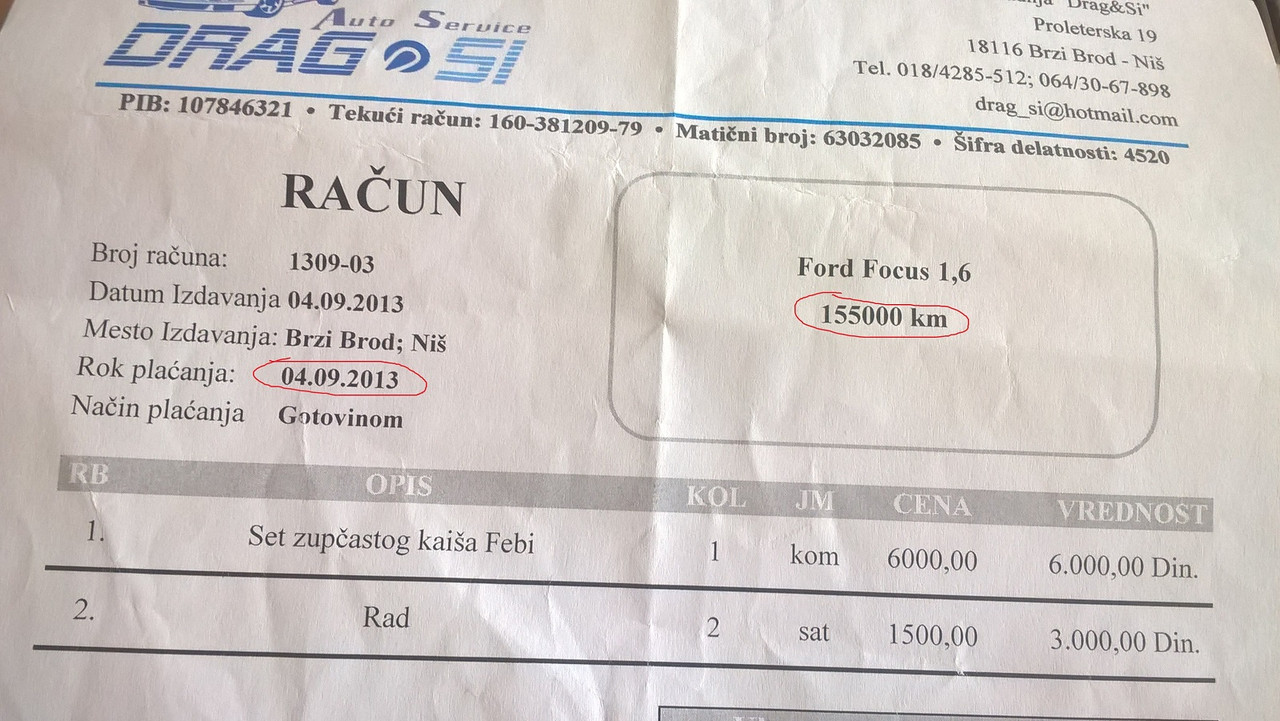 Auto Service
DRAG SI
Drag&Si"
Proleterska 19
18116 Brzi Brod - Niš
Tel. 018/4285-512; 064/30-67-898
drag_si@hotmail.com
PIB: 107846321 • Tekući račun: 160-381209-79 • Matični broj: 63032085 • Šifra delatnosti: 4520
RAČUN
Broj računa: 1309-03
Datum Izdavanja 04.09.2013
Mesto Izdavanja: Brzi Brod; Niš
Rok plaćanja: 04.09.2013
Način plaćanja Gotovinom
Ford Focus 1,6
155000 km
RB OPIS KOL JM CENA VREDNOST
1. Set zupčastog kaiša Febi 1 kom 6000,00 6.000,00 Din.
2. Rad 2 sat 1500,00 3.000,00 Din.